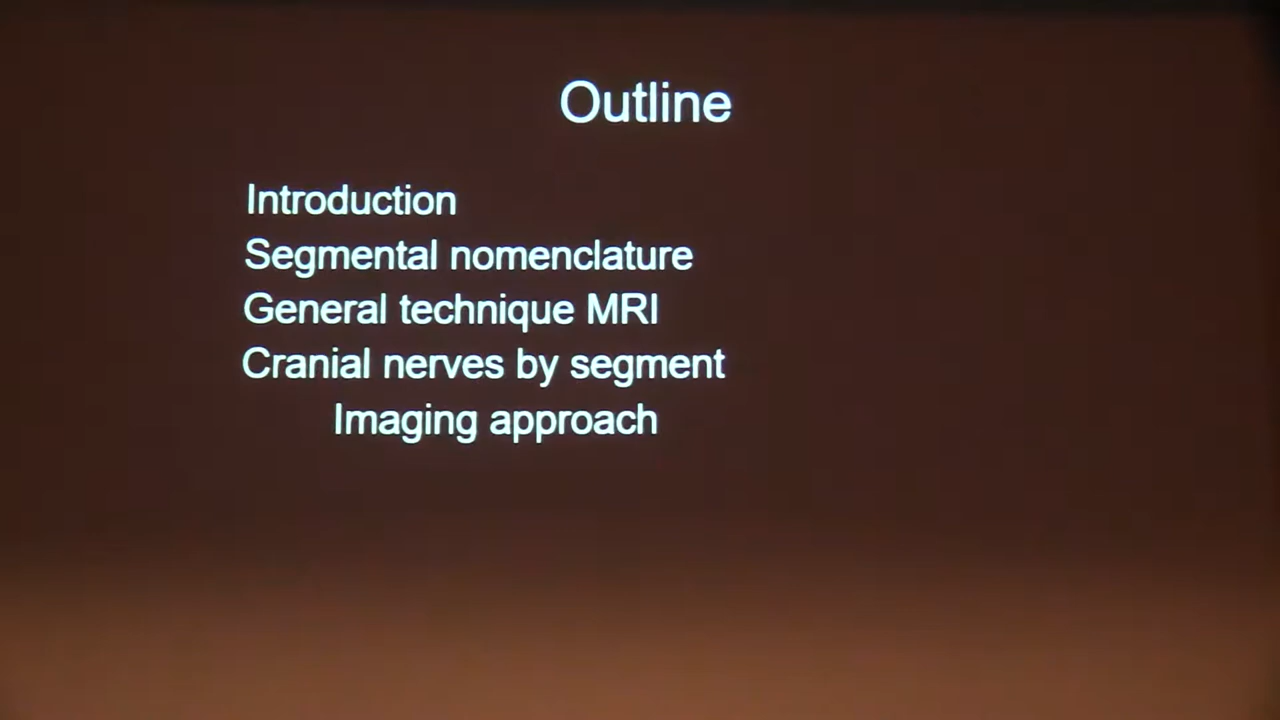 Outline
Introduction
Segmental nomenclature
General technique MRI
Cranial nerves by segment
Imaging approach